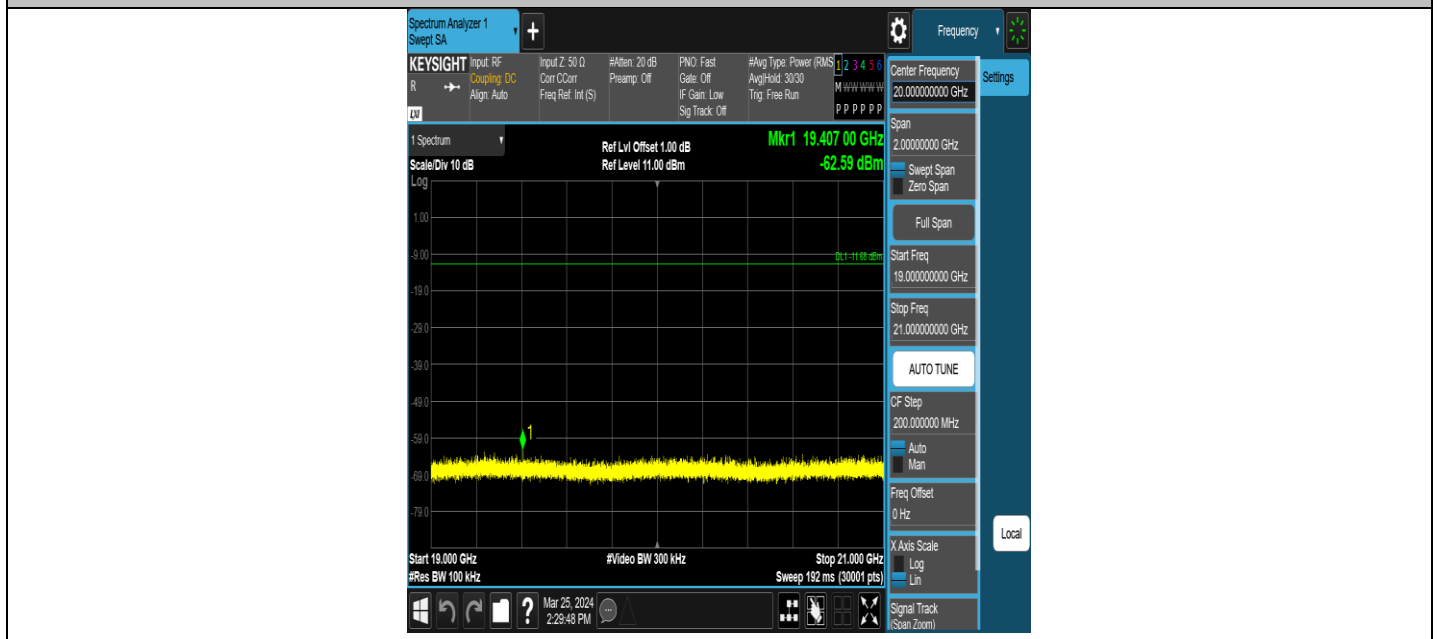 Spectrum Analyzer 1
Swept SA
+
Frequency
KEYSIGHT
R
LXI
Input: RF
Coupling: DC
Align: Auto
Input Z: 50 Ω
Corr CCorr
Freq Ref: Int (S)
#Atten: 20 dB
Preamp: Off
PNO: Fast
Gate: Off
IF Gain: Low
Sig Track: Off
#Avg Type: Power (RMS
Avg|Hold: 30/30
Trig: Free Run
1 2 3 4 5 6
M W W W W W
P P P P P P
1 Spectrum
Scale/Div 10 dB
Log
Ref Lvl Offset 1.00 dB
Ref Level 11.00 dBm
Mkr1 19.407 00 GHz
-62.59 dBm
1.00
-9.00
DL1 -11.68 dBm
-19.0
-29.0
-39.0
-49.0
-59.0
1
-69.0
-79.0
Start 19.000 GHz
#Res BW 100 kHz
#Video BW 300 kHz
Stop 21.000 GHz
Sweep 192 ms (30001 pts)
?
Mar 25, 2024
2:29:48 PM
Center Frequency
20.000000000 GHz
Settings
Span
2.00000000 GHz
Swept Span
Zero Span
Full Span
Start Freq
19.000000000 GHz
Stop Freq
21.000000000 GHz
AUTO TUNE
CF Step
200.000000 MHz
Auto
Man
Freq Offset
0 Hz
X Axis Scale
Log
Lin
Local
Signal Track
(Span Zoom)